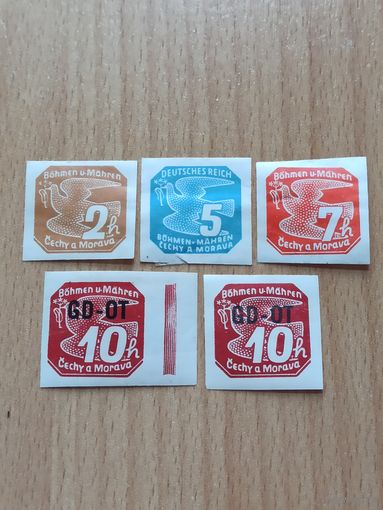 Böhmen u. Mähren
2h
Čechy a Morava
DEUTSCHES REICH
5
BÖHMEN u. MÄHREN
ČECHY A MORAVA
Böhmen u. Mähren
7h
Čechy a Morava
Böhmen u. Mähren
GD-OT
10h
Čechy a Morava
Böhmen u. Mähren
GD-OT
10h
Čechy a Morava